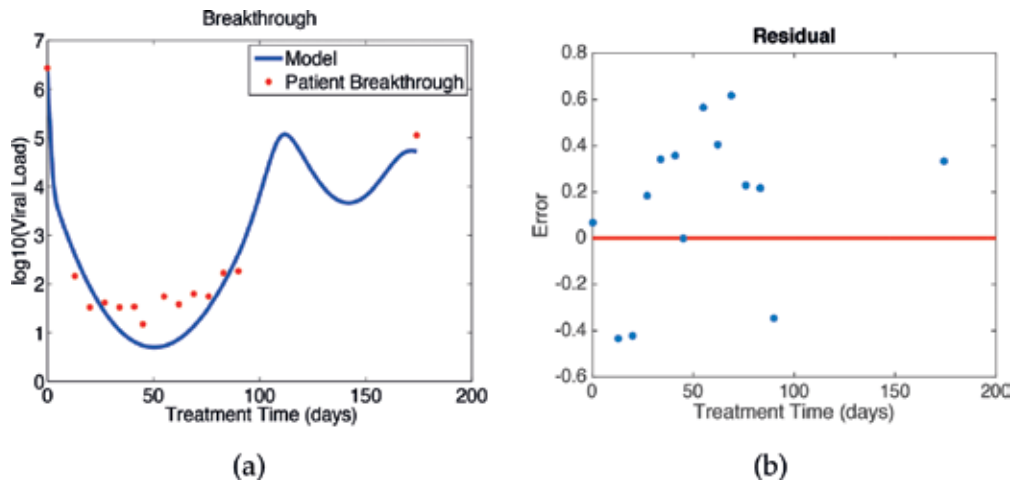 Breakthrough
7
6
5
4
3
2
1
0
log10(Viral Load)
Model
Patient Breakthrough
0
50
100
150
200
Treatment Time (days)
(a)
Residual
0.8
0.6
0.4
0.2
0
-0.2
-0.4
-0.6
Error
0
50
100
150
200
Treatment Time (days)
(b)